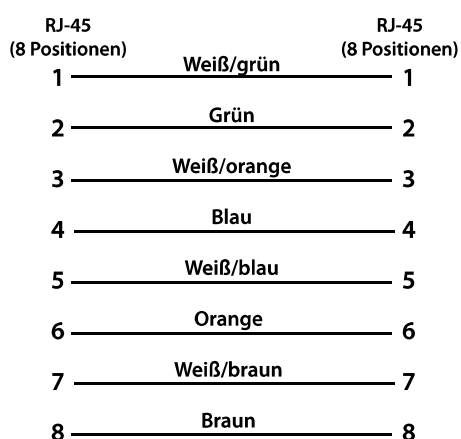 RJ-45 RJ-45
(8 Positionen) (8 Positionen)
1 Weiß/grün 1
2 Grün 2
3 Weiß/orange 3
4 Blau 4
5 Weiß/blau 5
6 Orange 6
7 Weiß/braun 7
8 Braun 8